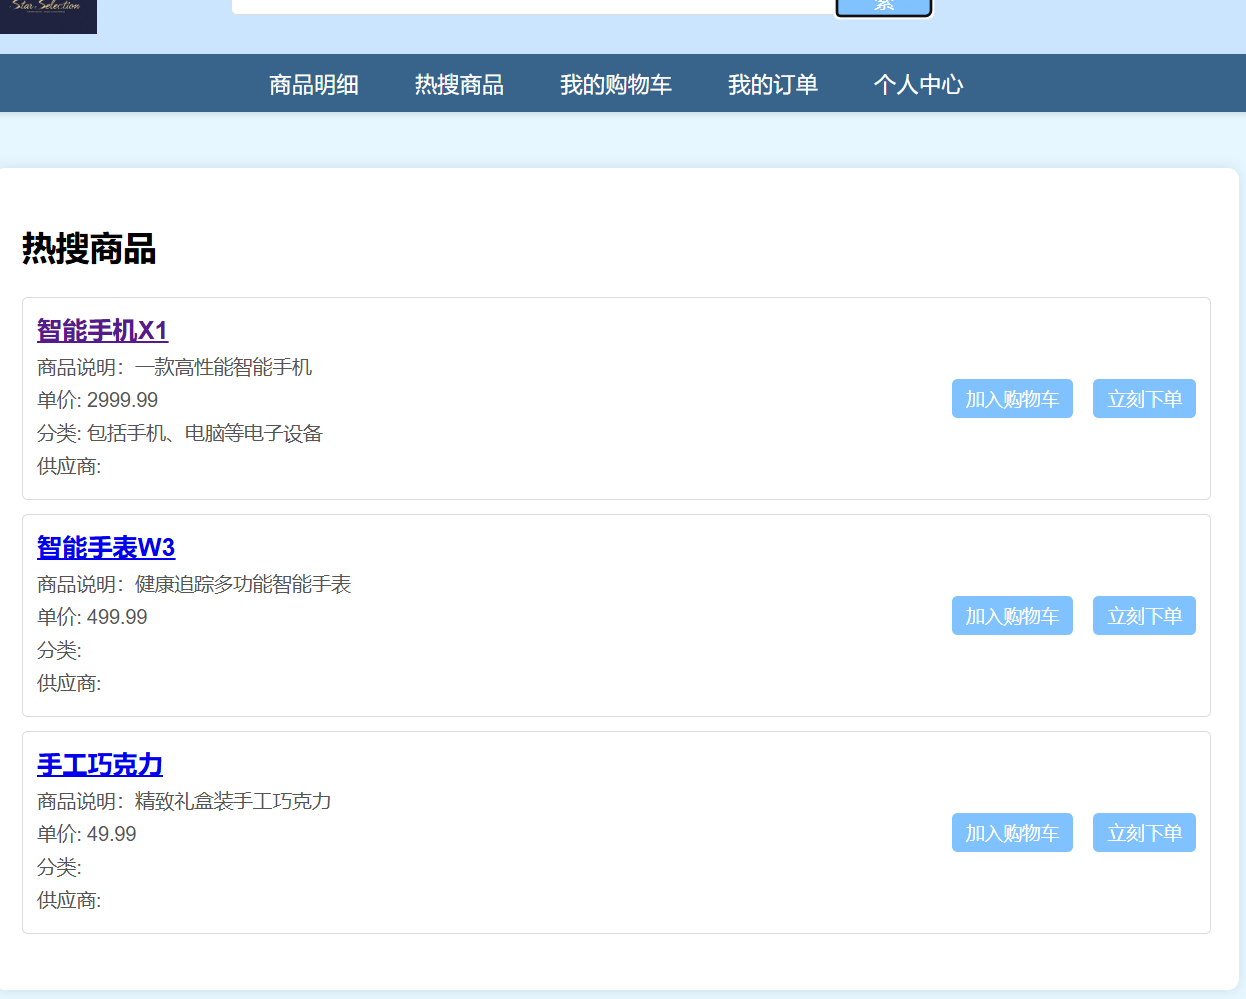 Star Selection
索
商品明细 热搜商品 我的购物车 我的订单 个人中心
热搜商品
智能手机X1
商品说明：一款高性能智能手机
单价: 2999.99
分类: 包括手机、电脑等电子设备
供应商:
加入购物车 立刻下单
智能手表W3
商品说明：健康追踪多功能智能手表
单价: 499.99
分类:
供应商:
加入购物车 立刻下单
手工巧克力
商品说明：精致礼盒装手工巧克力
单价: 49.99
分类:
供应商:
加入购物车 立刻下单